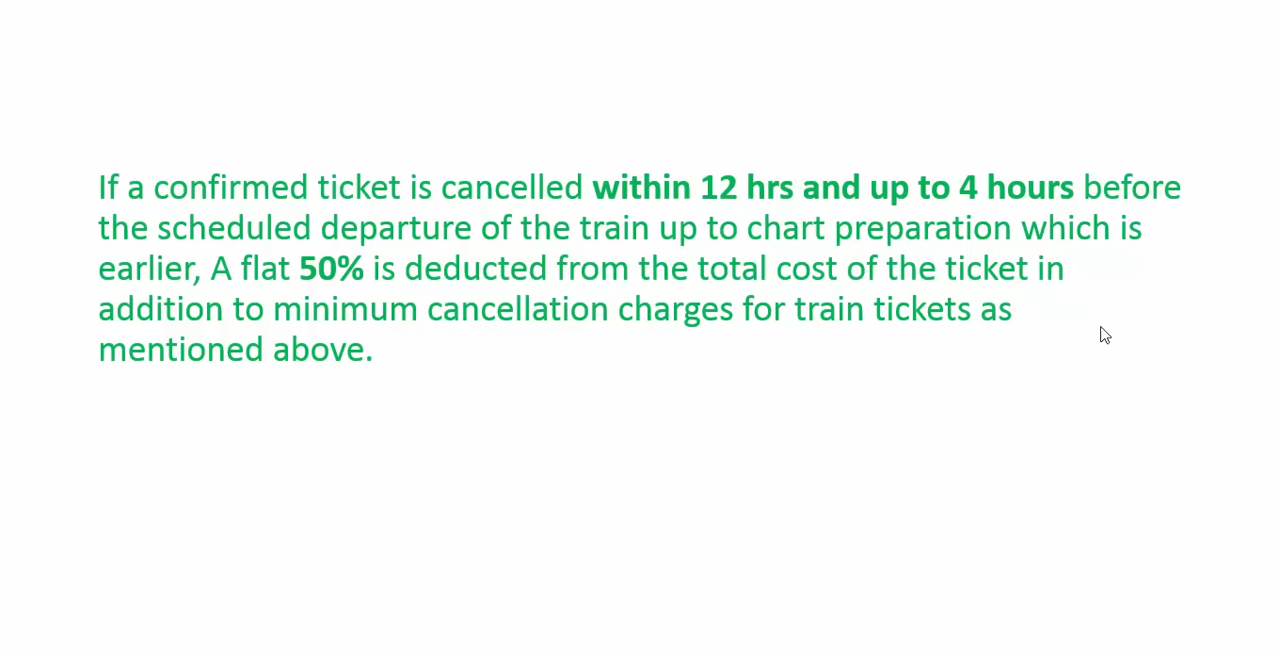 If a confirmed ticket is cancelled within 12 hrs and up to 4 hours before
the scheduled departure of the train up to chart preparation which is
earlier, A flat 50% is deducted from the total cost of the ticket in
addition to minimum cancellation charges for train tickets as
mentioned above.